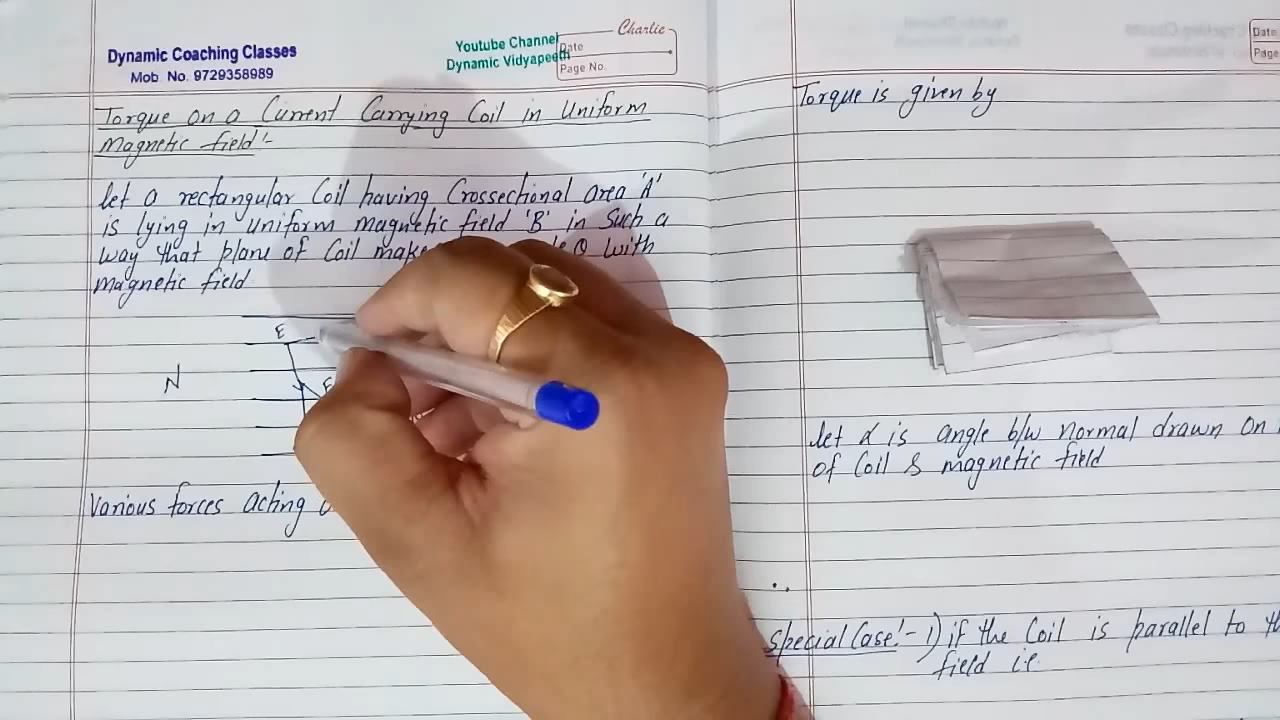 Dynamic Coaching Classes
Mob. No. 9729358989
Youtube Channel
Dynamic Vidyapeeth
Charlie
Date
Page No.
Torque on a Current Carrying Coil in Uniform
Magnetic field:-
let a rectangular Coil having Crossectional area 'A'
is lying in uniform magnetic field 'B' in Such a
way that plane of Coil θ with
magnetic field
E
N
F
Various forces acting
Date
Page
Torque is given by
let α is angle b/w normal drawn on
of Coil & magnetic field
∴
Special Case:- 1) if the Coil is parallel to
field i.e.